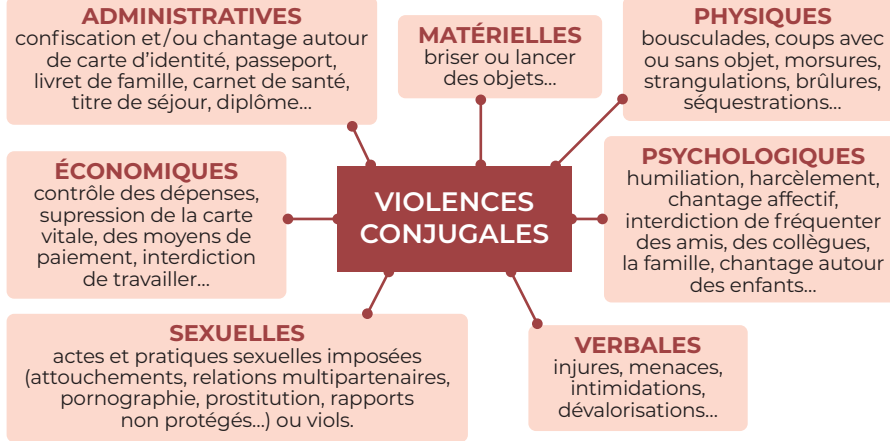 ADMINISTRATIVES
confiscation et/ou chantage autour
de carte d’identité, passeport,
livret de famille, carnet de santé,
titre de séjour, diplôme…
MATÉRIELLES
briser ou lancer
des objets…
PHYSIQUES
bousculades, coups avec
ou sans objet, morsures,
strangulations, brûlures,
séquestrations…
ÉCONOMIQUES
contrôle des dépenses,
supression de la carte
vitale, des moyens de
paiement, interdiction
de travailler…
VIOLENCES
CONJUGALES
PSYCHOLOGIQUES
humiliation, harcèlement,
chantage affectif,
interdiction de fréquenter
des amis, des collègues,
la famille, chantage autour
des enfants…
SEXUELLES
actes et pratiques sexuelles imposées
(attouchements, relations multipartenaires,
pornographie, prostitution, rapports
non protégés…) ou viols.
VERBALES
injures, menaces,
intimidations,
dévalorisations…